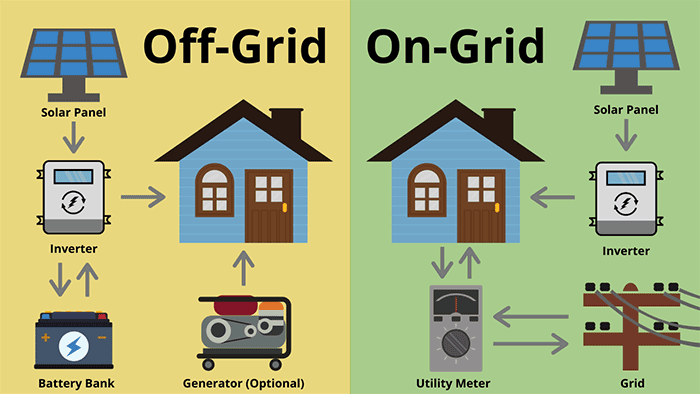 Off-Grid
Solar Panel
Inverter
Battery Bank
Generator (Optional)
On-Grid
Solar Panel
Inverter
Utility Meter
Grid